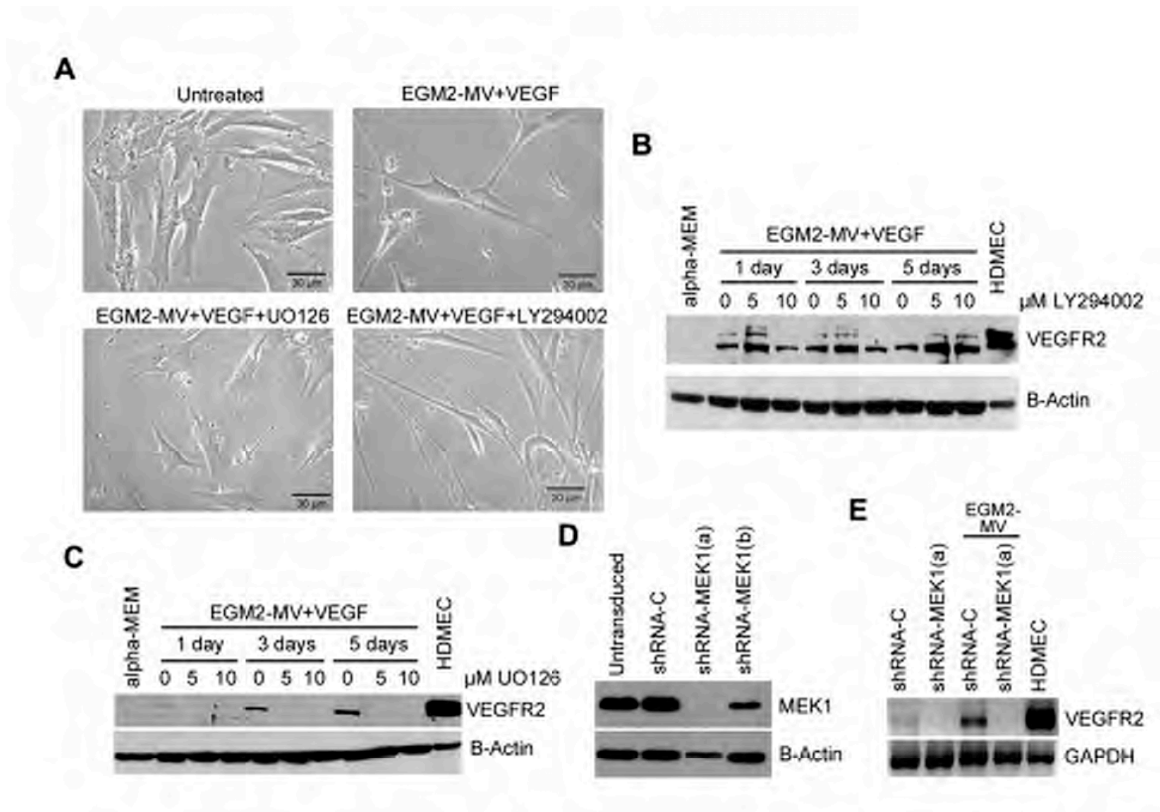 A
Untreated
EGM2-MV+VEGF
30 µm
30 µm
EGM2-MV+VEGF+UO126
EGM2-MV+VEGF+LY294002
30 µm
30 µm
B
alpha-MEM
EGM2-MV+VEGF
HDMEC
1 day 3 days 5 days
0 5 10 0 5 10 0 5 10 µM LY294002
VEGFR2
B-Actin
C
alpha-MEM
EGM2-MV+VEGF
HDMEC
1 day 3 days 5 days
0 5 10 0 5 10 0 5 10 µM UO126
VEGFR2
B-Actin
D
Untransduced
shRNA-C
shRNA-MEK1(a)
shRNA-MEK1(b)
MEK1
B-Actin
E
EGM2-
MV
shRNA-C
shRNA-MEK1(a)
shRNA-C
shRNA-MEK1(a)
HDMEC
VEGFR2
GAPDH